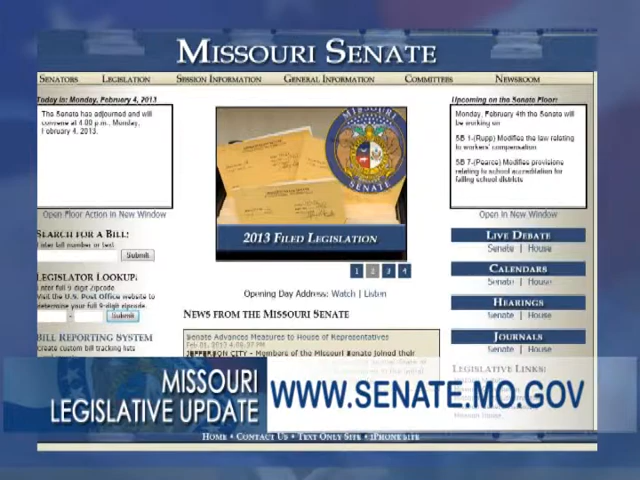 MISSOURI SENATE
SENATORS LEGISLATION SESSION INFORMATION GENERAL INFORMATION COMMITTEES NEWSROOM
Today is: Monday, February 4, 2013
The Senate has adjourned and will
convene at 4:00 p.m., Monday,
February 4, 2013.
Open Floor Action in New Window
SEARCH FOR A BILL:
Enter bill number or text
Submit
LEGISLATOR LOOKUP:
Enter full 9-digit zipcode
Visit the U.S. Post Office website to
determine your full 9-digit zipcode.
-
Submit
BILL REPORTING SYSTEM
Create custom bill tracking lists
MISSOURI
SENATE
2013 FILED LEGISLATION
1 2 3 4
Opening Day Address: Watch | Listen
NEWS FROM THE MISSOURI SENATE
Senate Advances Measures to House of Representatives
JEFFERSON CITY – Members of the Missouri Senate joined their
Upcoming on the Senate Floor:
Monday, February 4th the Senate will
be working on
SB 1-(Rupp) Modifies the law relating
to workers' compensation
SB 7-(Pearce) Modifies provisions
relating to school accreditation for
failing school districts
Open in New Window
LIVE DEBATE
Senate | House
CALENDARS
Senate | House
HEARINGS
Senate | House
JOURNALS
Senate | House
LEGISLATIVE LINKS:
MISSOURI
LEGISLATIVE UPDATE
WWW.SENATE.MO.GOV
HOME • CONTACT US • TEXT ONLY SITE • IPHONE SITE